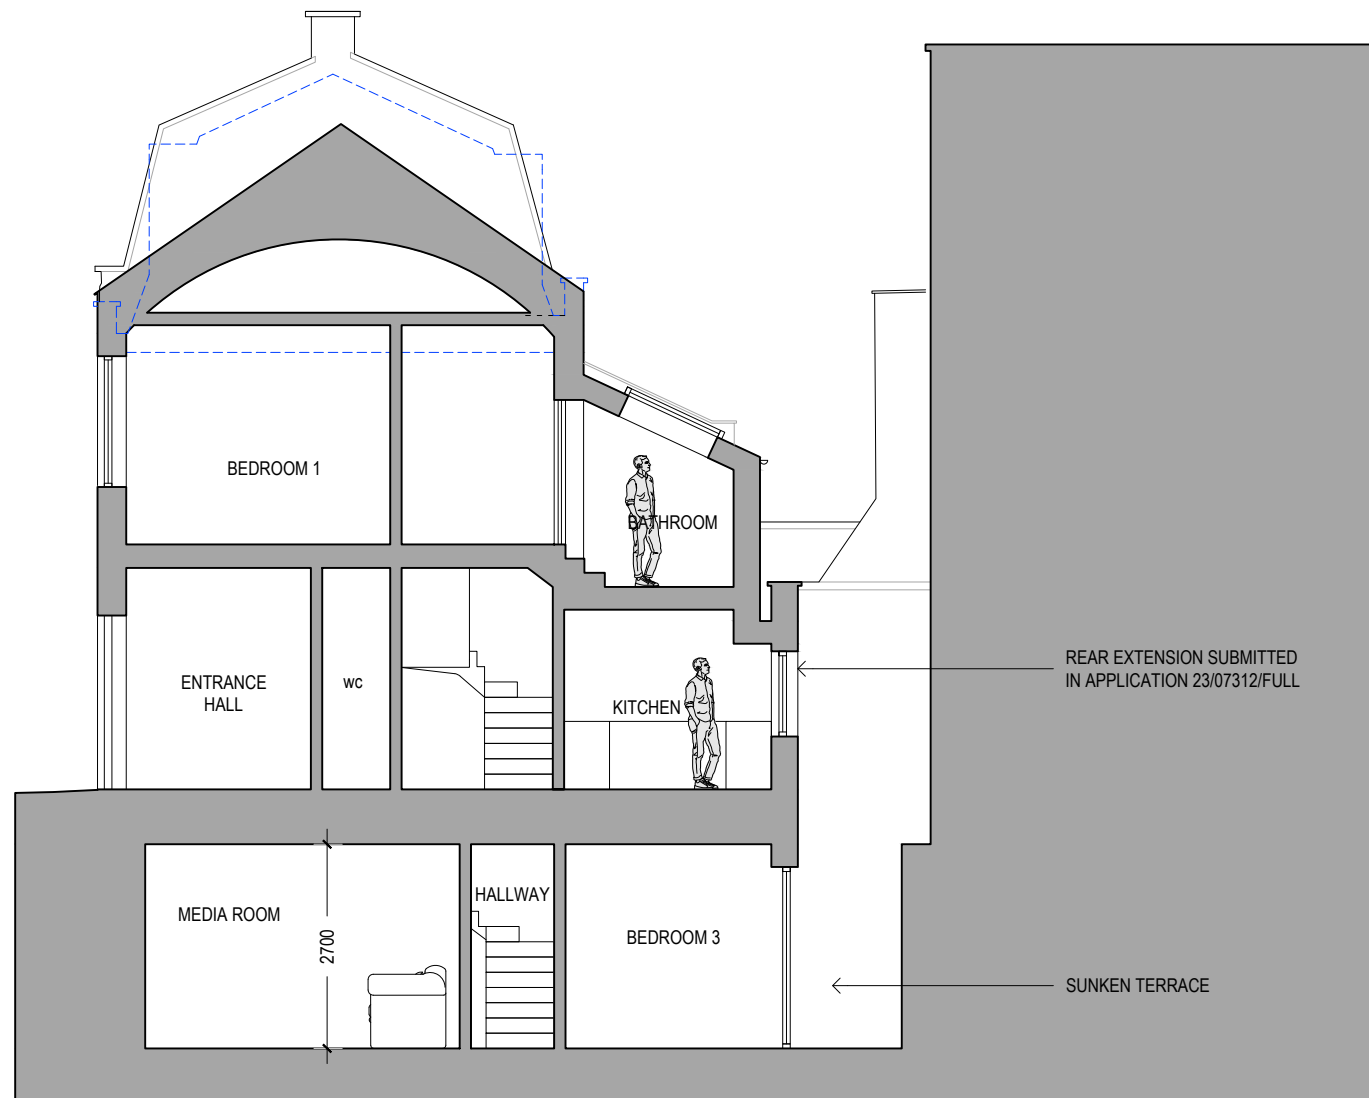 BEDROOM 1
BATHROOM
ENTRANCE
HALL
WC
KITCHEN
REAR EXTENSION SUBMITTED
IN APPLICATION 23/07312/FULL
MEDIA ROOM
2700
HALLWAY
BEDROOM 3
SUNKEN TERRACE